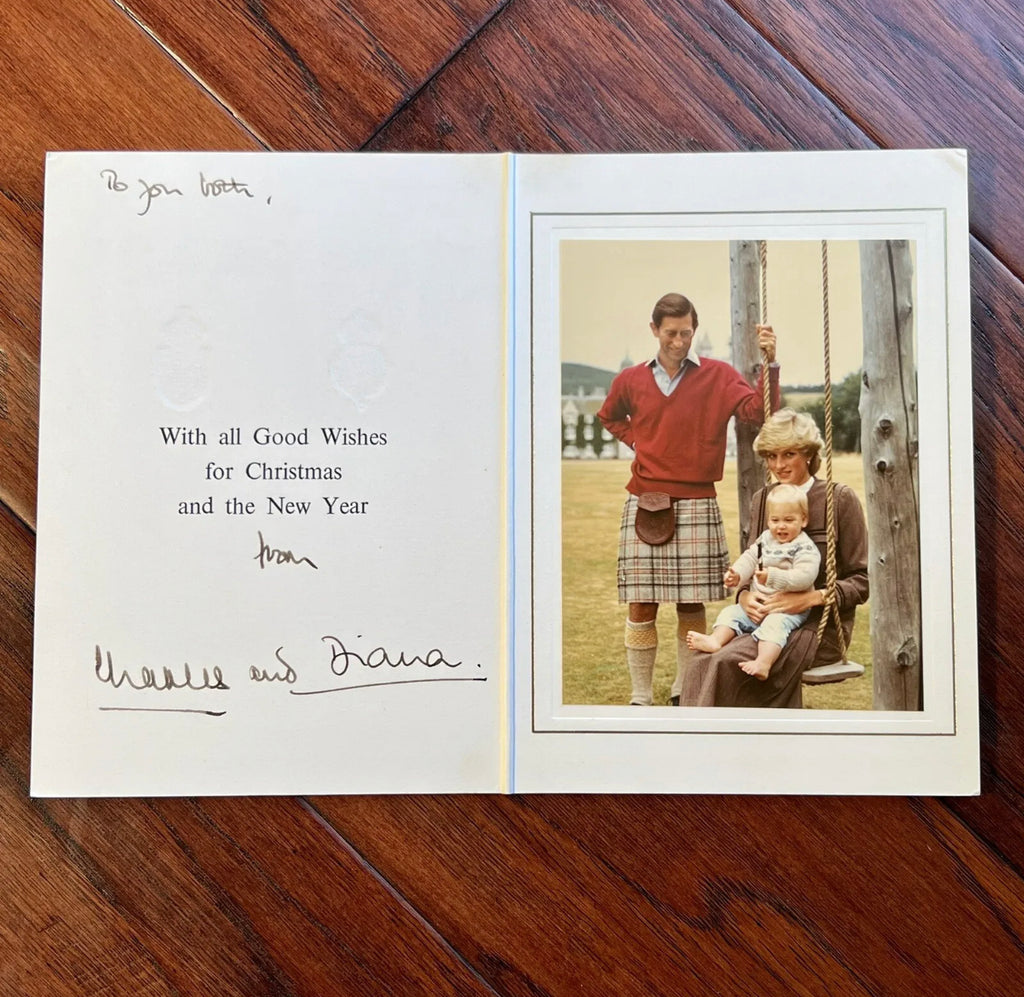 To you both,
With all Good Wishes
for Christmas
and the New Year
from
Charles and Diana.